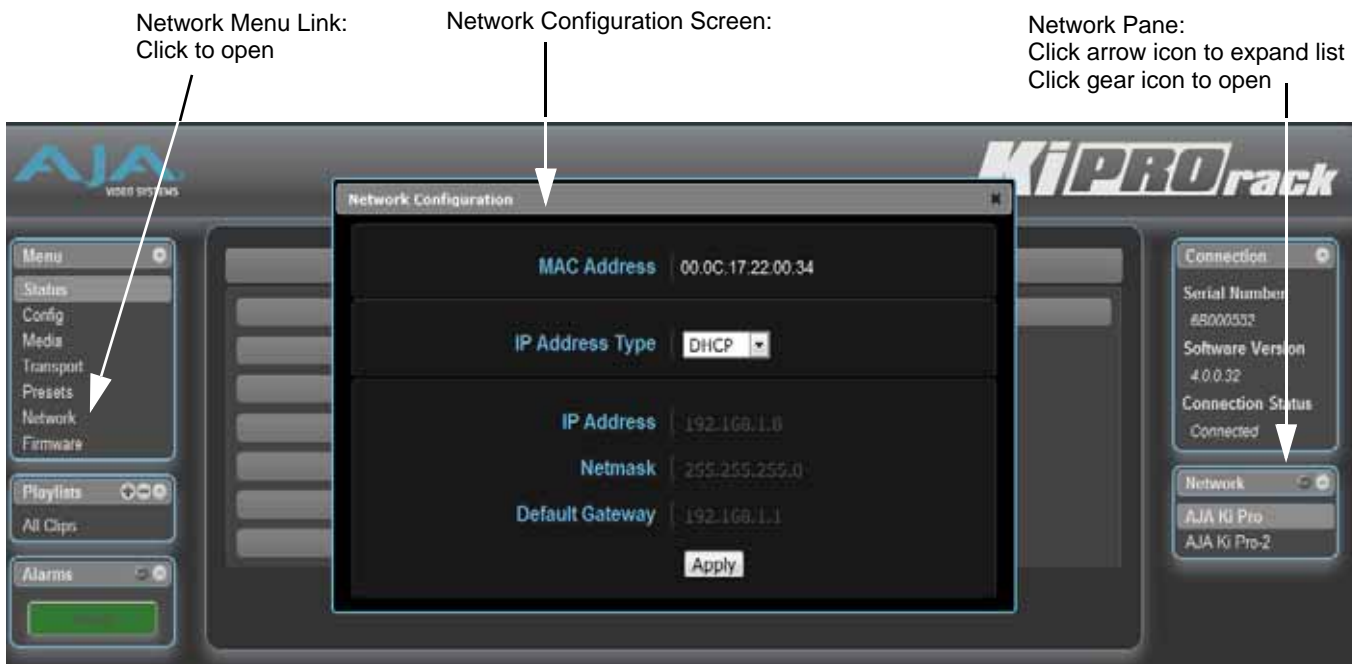 Network Menu Link:
Click to open
Network Configuration Screen:
Network Pane:
Click arrow icon to expand list
Click gear icon to open
AJA
VIDEO SYSTEMS
KiPROrack
Network Configuration
MAC Address 00.0C.17.22.00.34
IP Address Type DHCP
IP Address 192.168.1.8
Netmask 255.255.255.0
Default Gateway 192.168.1.1
Apply
Menu
Status
Config
Media
Transport
Presets
Network
Firmware
Playlists
All Clips
Alarms
Connection
Serial Number
Software Version
4.0.0.32
Connection Status
Connected
Network
AJA Ki Pro
AJA Ki Pro-2